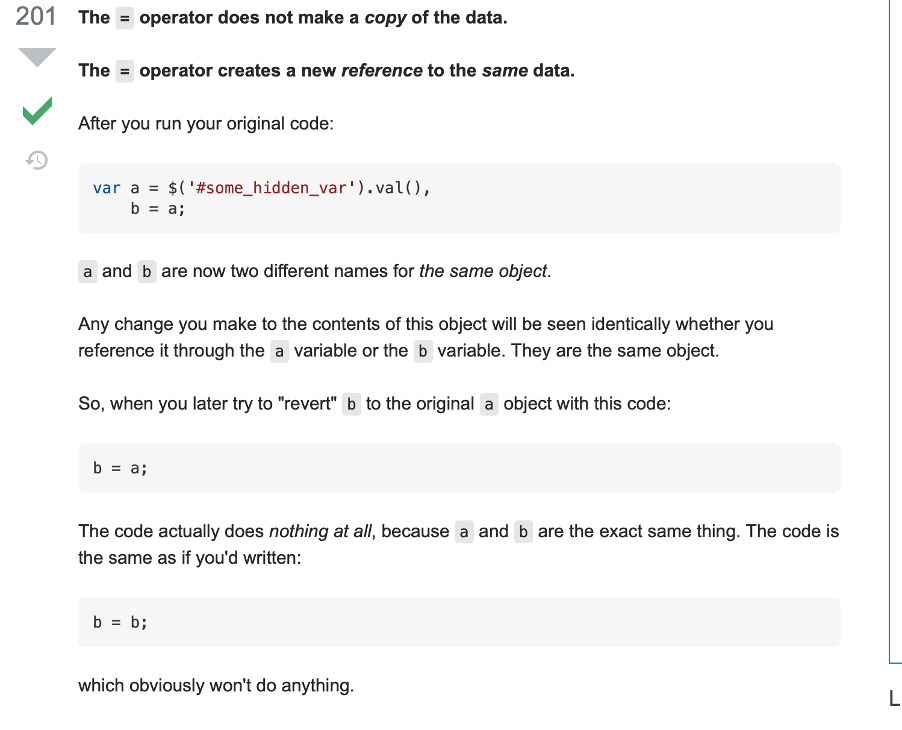 201
The = operator does not make a copy of the data.
The = operator creates a new reference to the same data.
After you run your original code:
var a = $('#some_hidden_var').val(),
    b = a;
a and b are now two different names for the same object.
Any change you make to the contents of this object will be seen identically whether you
reference it through the a variable or the b variable. They are the same object.
So, when you later try to "revert" b to the original a object with this code:
b = a;
The code actually does nothing at all, because a and b are the exact same thing. The code is
the same as if you'd written:
b = b;
which obviously won't do anything.
L